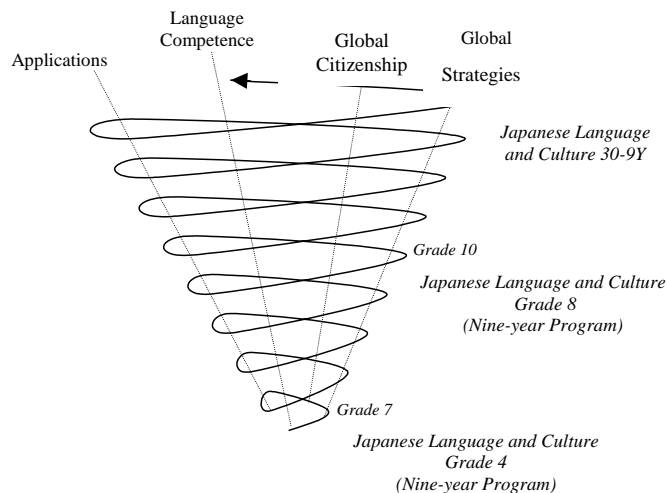 Applications
Language
Competence
Global
Citizenship
Global
Strategies
Japanese Language
and Culture 30-9Y
Grade 10
Japanese Language and Culture
Grade 8
(Nine-year Program)
Grade 7
Japanese Language and Culture
Grade 4
(Nine-year Program)